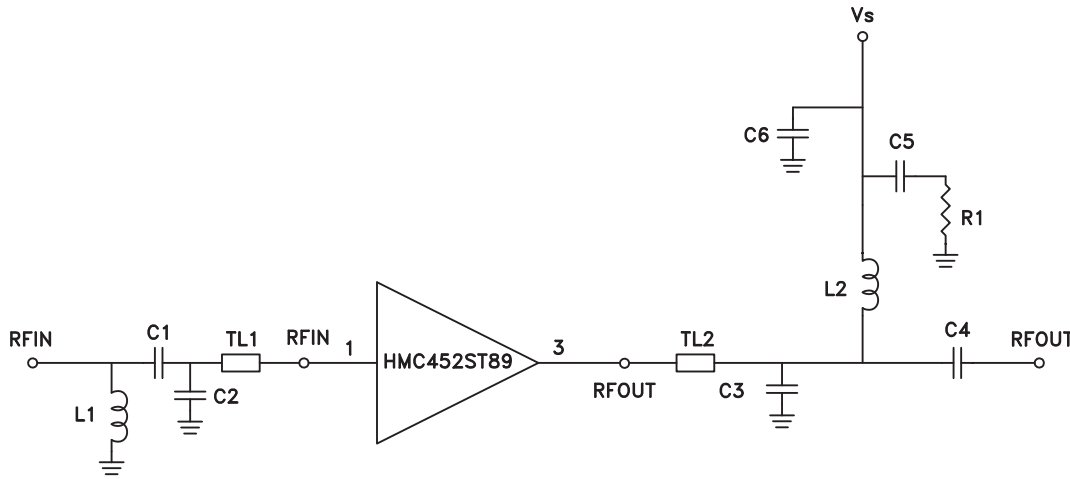 Vs
C6
C5
R1
L2
RFIN
C1
TL1
RFIN
1
HMC452ST89
3
TL2
C4
RFOUT
RFOUT
L1
C2
C3